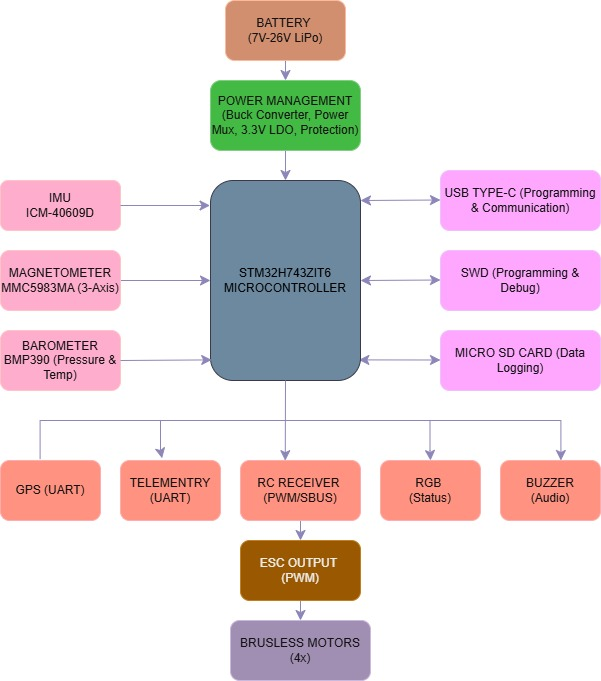 BATTERY
(7V-26V LiPo)
POWER MANAGEMENT
(Buck Converter, Power
Mux, 3.3V LDO, Protection)
IMU
ICM-40609D
MAGNETOMETER
MMC5983MA (3-Axis)
BAROMETER
BMP390 (Pressure &
Temp)
STM32H743ZIT6
MICROCONTROLLER
USB TYPE-C (Programming
& Communication)
SWD (Programming &
Debug)
MICRO SD CARD (Data
Logging)
GPS (UART)
TELEMENTRY
(UART)
RC RECEIVER
(PWM/SBUS)
RGB
(Status)
BUZZER
(Audio)
ESC OUTPUT
(PWM)
BRUSLESS MOTORS
(4x)